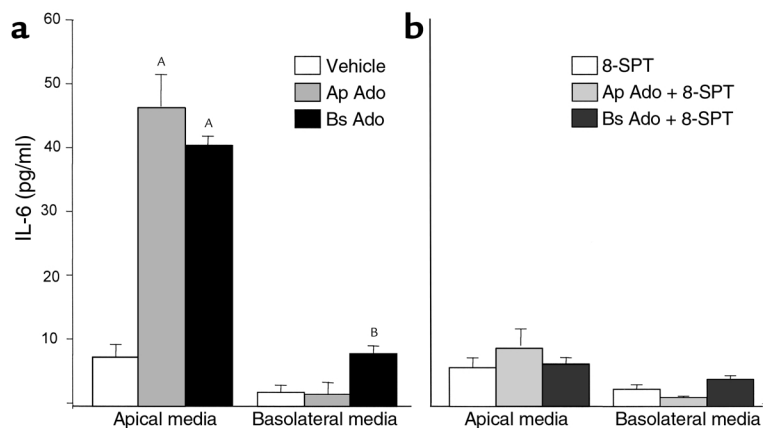 a
b
60
50
40
30
20
10
IL-6 (pg/ml)
Vehicle
Ap Ado
Bs Ado
A
A
B
Apical media
Basolateral media
8-SPT
Ap Ado + 8-SPT
Bs Ado + 8-SPT
Apical media
Basolateral media